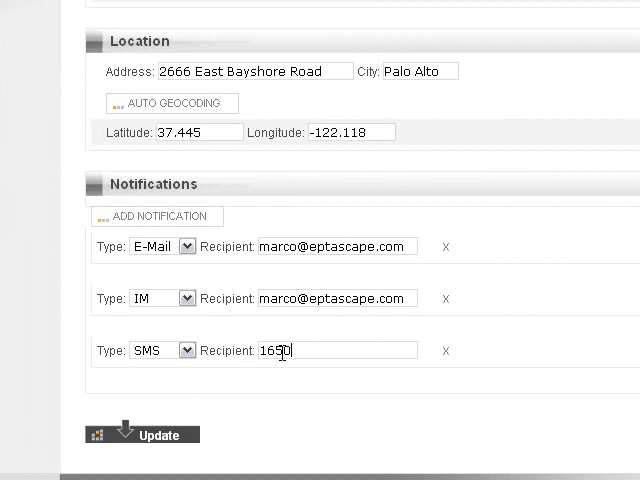 Location
Address: 2666 East Bayshore Road City: Palo Alto
AUTO GEOCODING
Latitude: 37.445 Longitude: -122.118
Notifications
ADD NOTIFICATION
Type: E-Mail Recipient: marco@eptascape.com X
Type: IM Recipient: marco@eptascape.com X
Type: SMS Recipient: 1650 X
Update